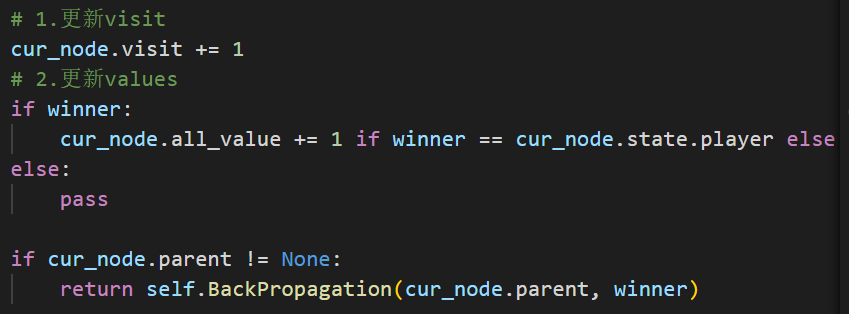 # 1.更新visit
cur_node.visit += 1
# 2.更新values
if winner:
    cur_node.all_value += 1 if winner == cur_node.state.player else
else:
    pass
if cur_node.parent != None:
    return self.BackPropagation(cur_node.parent, winner)